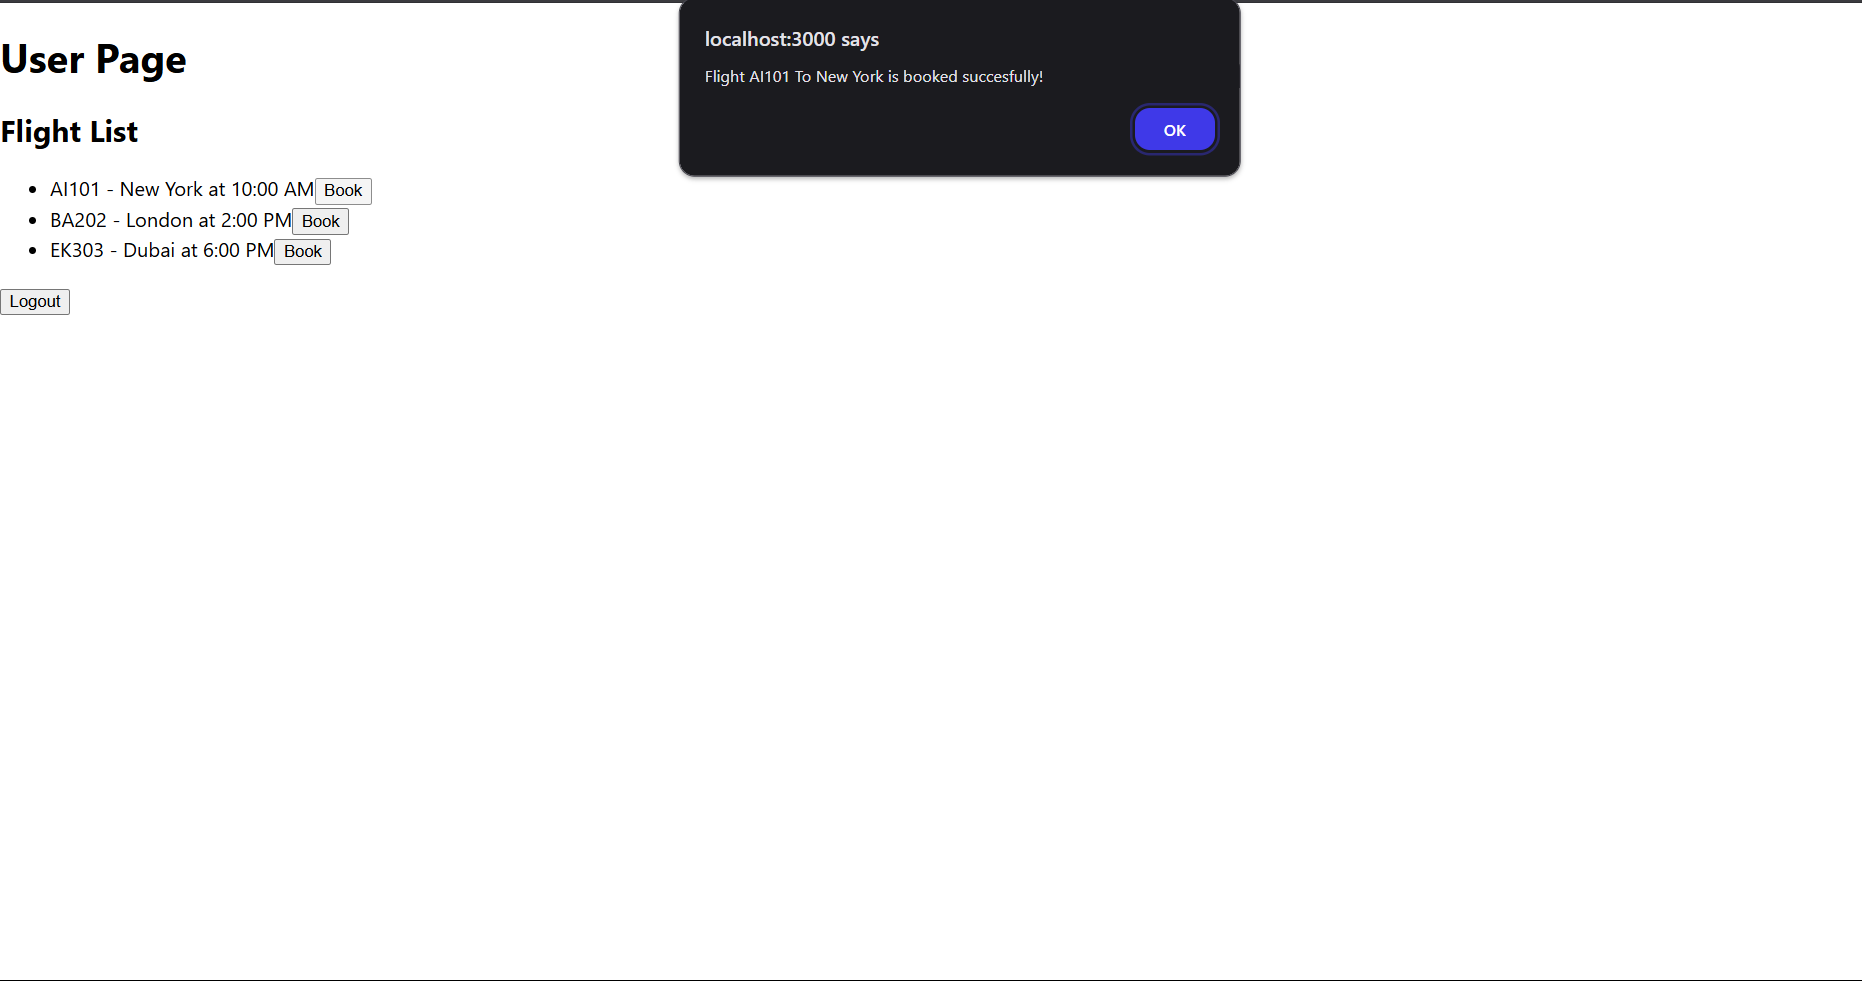 localhost:3000 says
Flight AI101 To New York is booked succesfully!
OK
User Page
Flight List
AI101 - New York at 10:00 AM Book
BA202 - London at 2:00 PM Book
EK303 - Dubai at 6:00 PM Book
Logout